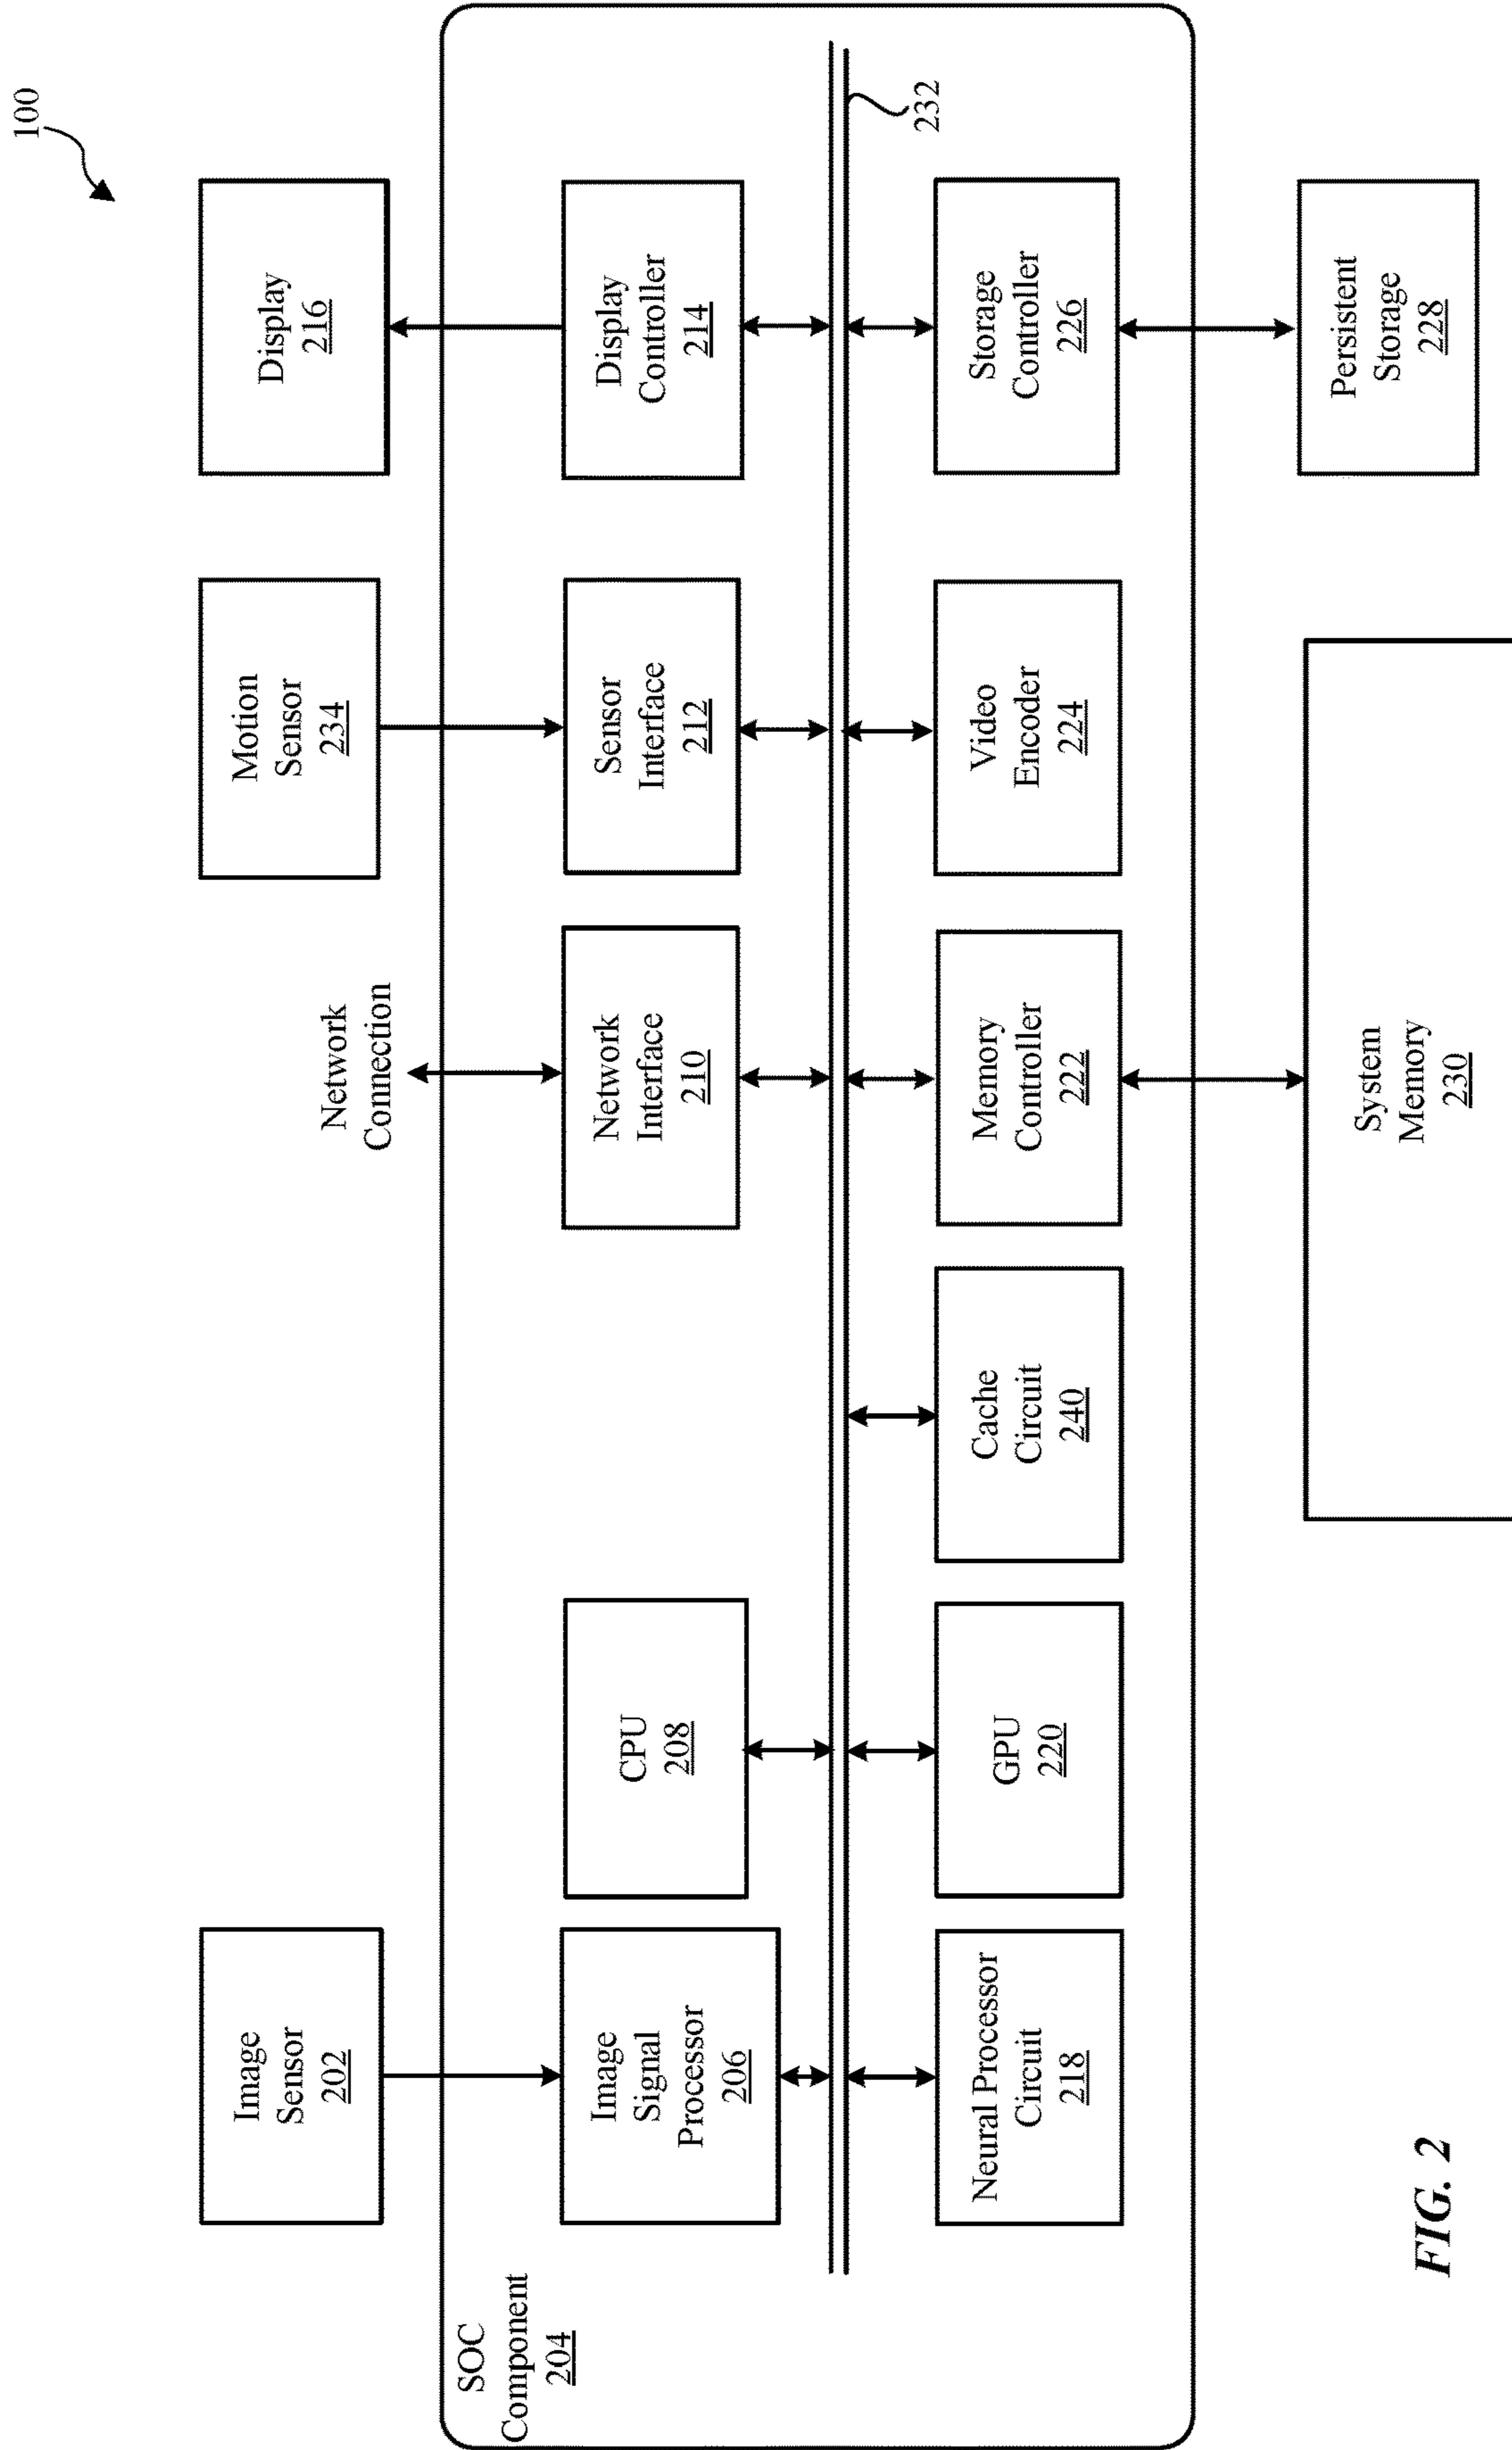 100
Image
Sensor
202
Network
Connection
Motion
Sensor
234
Display
216
SOC
Component
204
Image
Signal
Processor
206
CPU
208
Network
Interface
210
Sensor
Interface
212
Display
Controller
214
232
Neural Processor
Circuit
218
GPU
220
Cache
Circuit
240
Memory
Controller
222
Video
Encoder
224
Storage
Controller
226
System
Memory
230
Persistent
Storage
228
FIG. 2